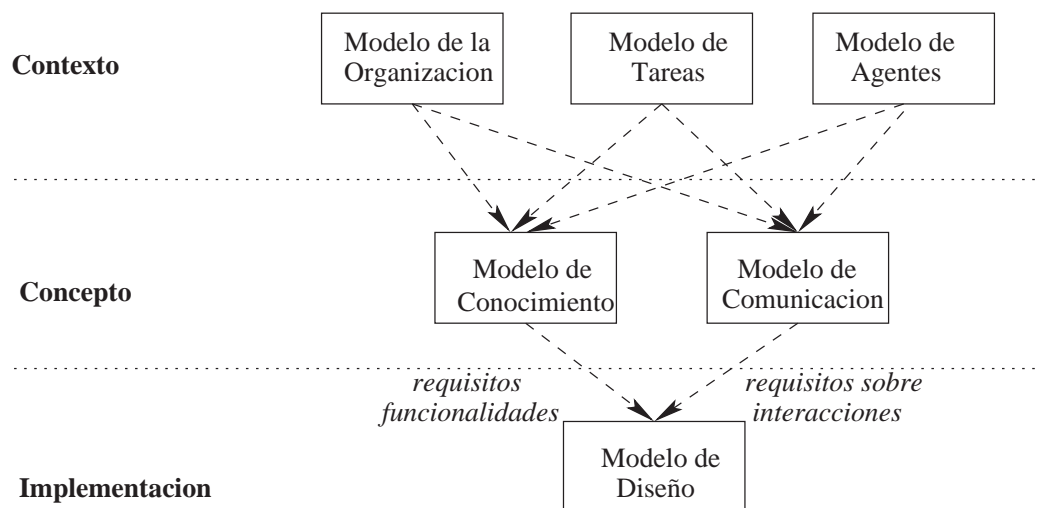 Contexto
Modelo de la
Organizacion
Modelo de
Tareas
Modelo de
Agentes
Concepto
Modelo de
Conocimiento
Modelo de
Comunicacion
requisitos
funcionalidades
requisitos sobre
interacciones
Implementacion
Modelo de
Diseño